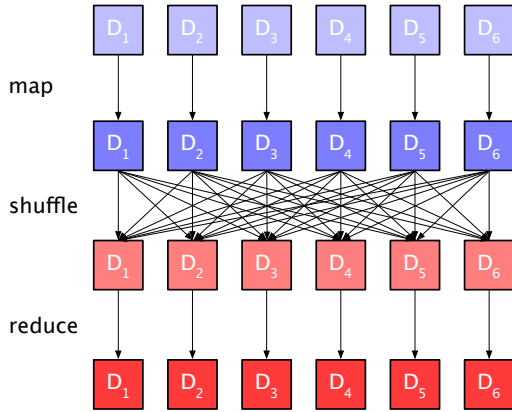 D₁ D₂ D₃ D₄ D₅ D₆
map
D₁ D₂ D₃ D₄ D₅ D₆
shuffle
D₁ D₂ D₃ D₄ D₅ D₆
reduce
D₁ D₂ D₃ D₄ D₅ D₆